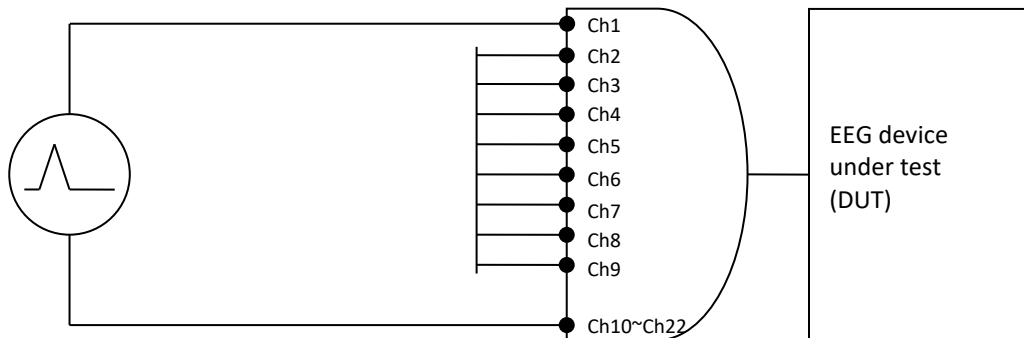 Ch1
Ch2
Ch3
Ch4
Ch5
Ch6
Ch7
Ch8
Ch9
Ch10~Ch22
EEG device
under test
(DUT)